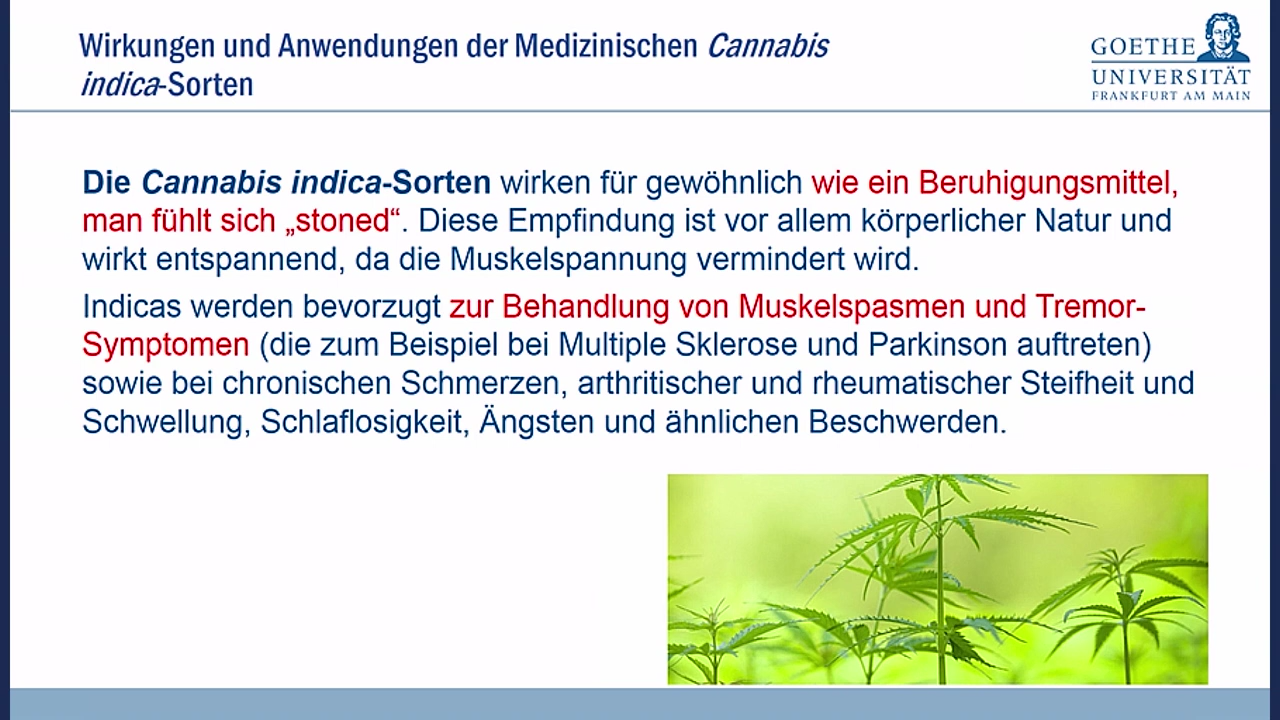 Wirkungen und Anwendungen der Medizinischen Cannabis
indica-Sorten
GOETHE
UNIVERSITÄT
FRANKFURT AM MAIN
Die Cannabis indica-Sorten wirken für gewöhnlich wie ein Beruhigungsmittel,
man fühlt sich „stoned“. Diese Empfindung ist vor allem körperlicher Natur und
wirkt entspannend, da die Muskelspannung vermindert wird.
Indicas werden bevorzugt zur Behandlung von Muskelspasmen und Tremor-
Symptomen (die zum Beispiel bei Multiple Sklerose und Parkinson auftreten)
sowie bei chronischen Schmerzen, arthritischer und rheumatischer Steifheit und
Schwellung, Schlaflosigkeit, Ängsten und ähnlichen Beschwerden.